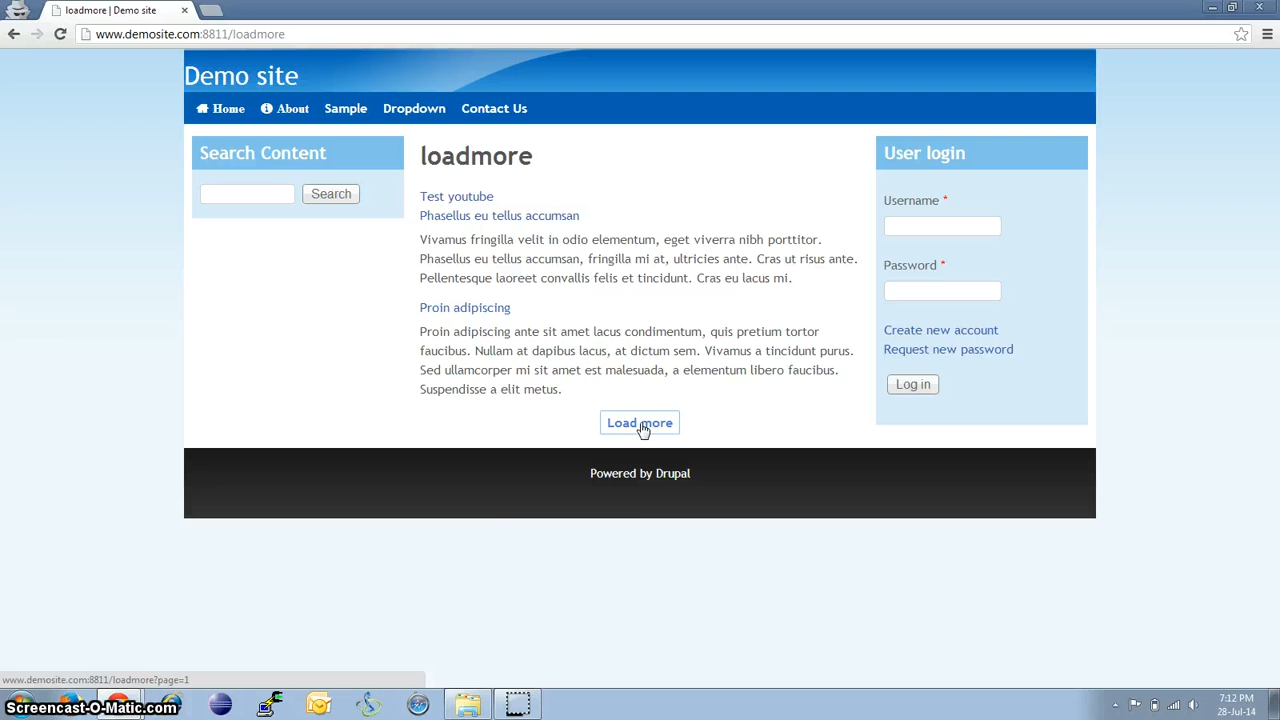 loadmore | Demo site
www.demosite.com:8811/loadmore
Demo site
Home About Sample Dropdown Contact Us
Search Content
Search
loadmore
Test youtube
Phasellus eu tellus accumsan
Vivamus fringilla velit in odio elementum, eget viverra nibh porttitor.
Phasellus eu tellus accumsan, fringilla mi at, ultricies ante. Cras ut risus ante.
Pellentesque laoreet convallis felis et tincidunt. Cras eu lacus mi.
Proin adipiscing
Proin adipiscing ante sit amet lacus condimentum, quis pretium tortor
faucibus. Nullam at dapibus lacus, at dictum sem. Vivamus a tincidunt purus.
Sed ullamcorper mi sit amet est malesuada, a elementum libero faucibus.
Suspendisse a elit metus.
Load more
User login
Username *
Password *
Create new account
Request new password
Log in
Powered by Drupal
www.demosite.com:8811/loadmore?page=1
Screencast-O-Matic.com
7:12 PM
28-Jul-14